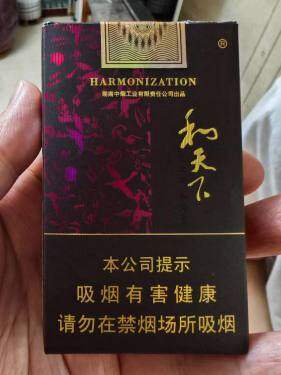 ®
HARMONIZATION
湖南中烟工业有限责任公司出品
和天下
本公司提示
吸烟有害健康
请勿在禁烟场所吸烟